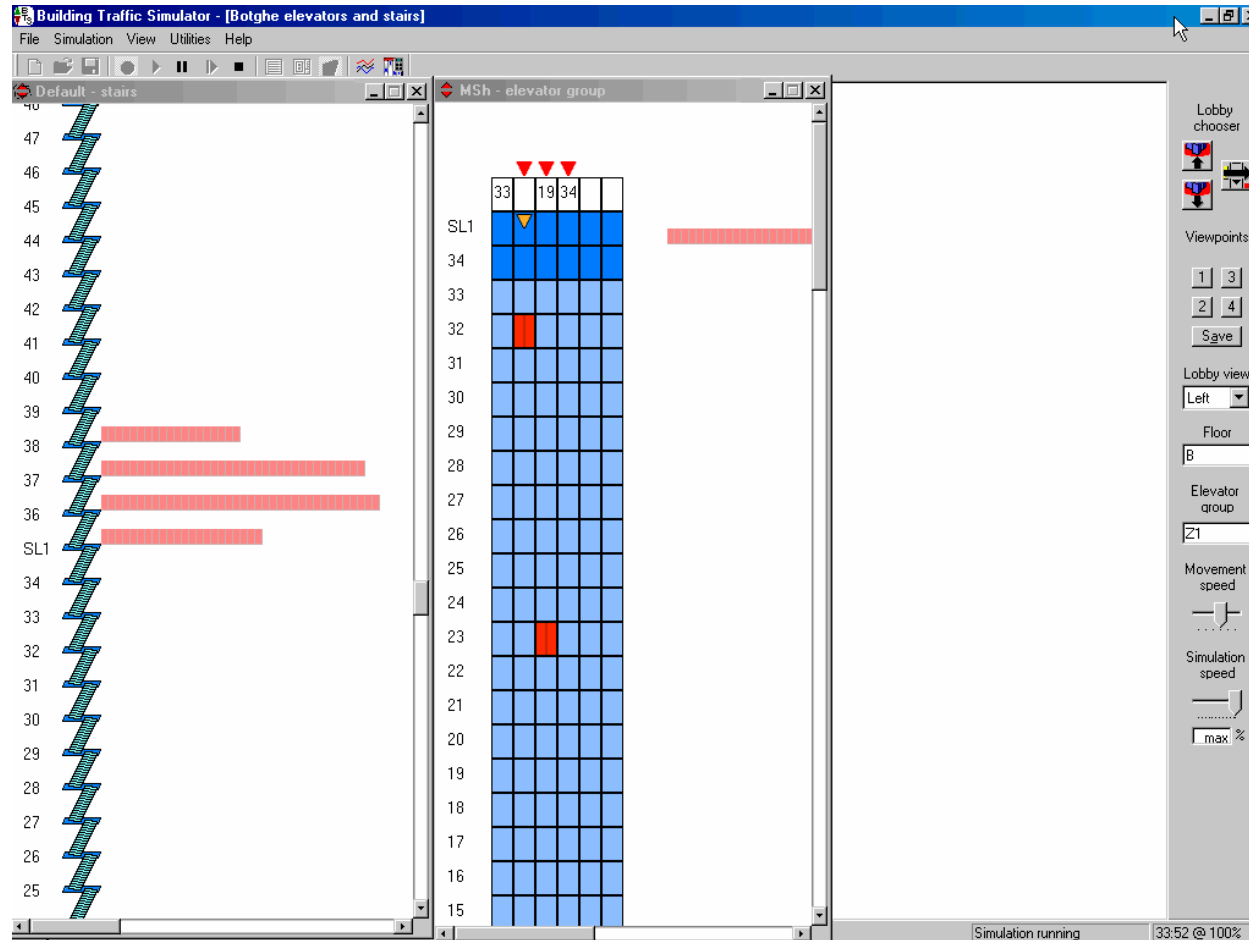 Building Traffic Simulator - [Botghe elevators and stairs]
File Simulation View Utilities Help
Default - stairs
47
46
45
44
43
42
41
40
39
38
37
36
SL1
34
33
32
31
30
29
28
27
26
25
MSh - elevator group
33 19 34
SL1
34
33
32
31
30
29
28
27
26
25
24
23
22
21
20
19
18
17
16
15
Lobby
chooser
Viewpoints
1 3
2 4
Save
Lobby view
Left
Floor
B
Elevator
group
Z1
Movement
speed
Simulation
speed
max %
Simulation running 33:52 @ 100%